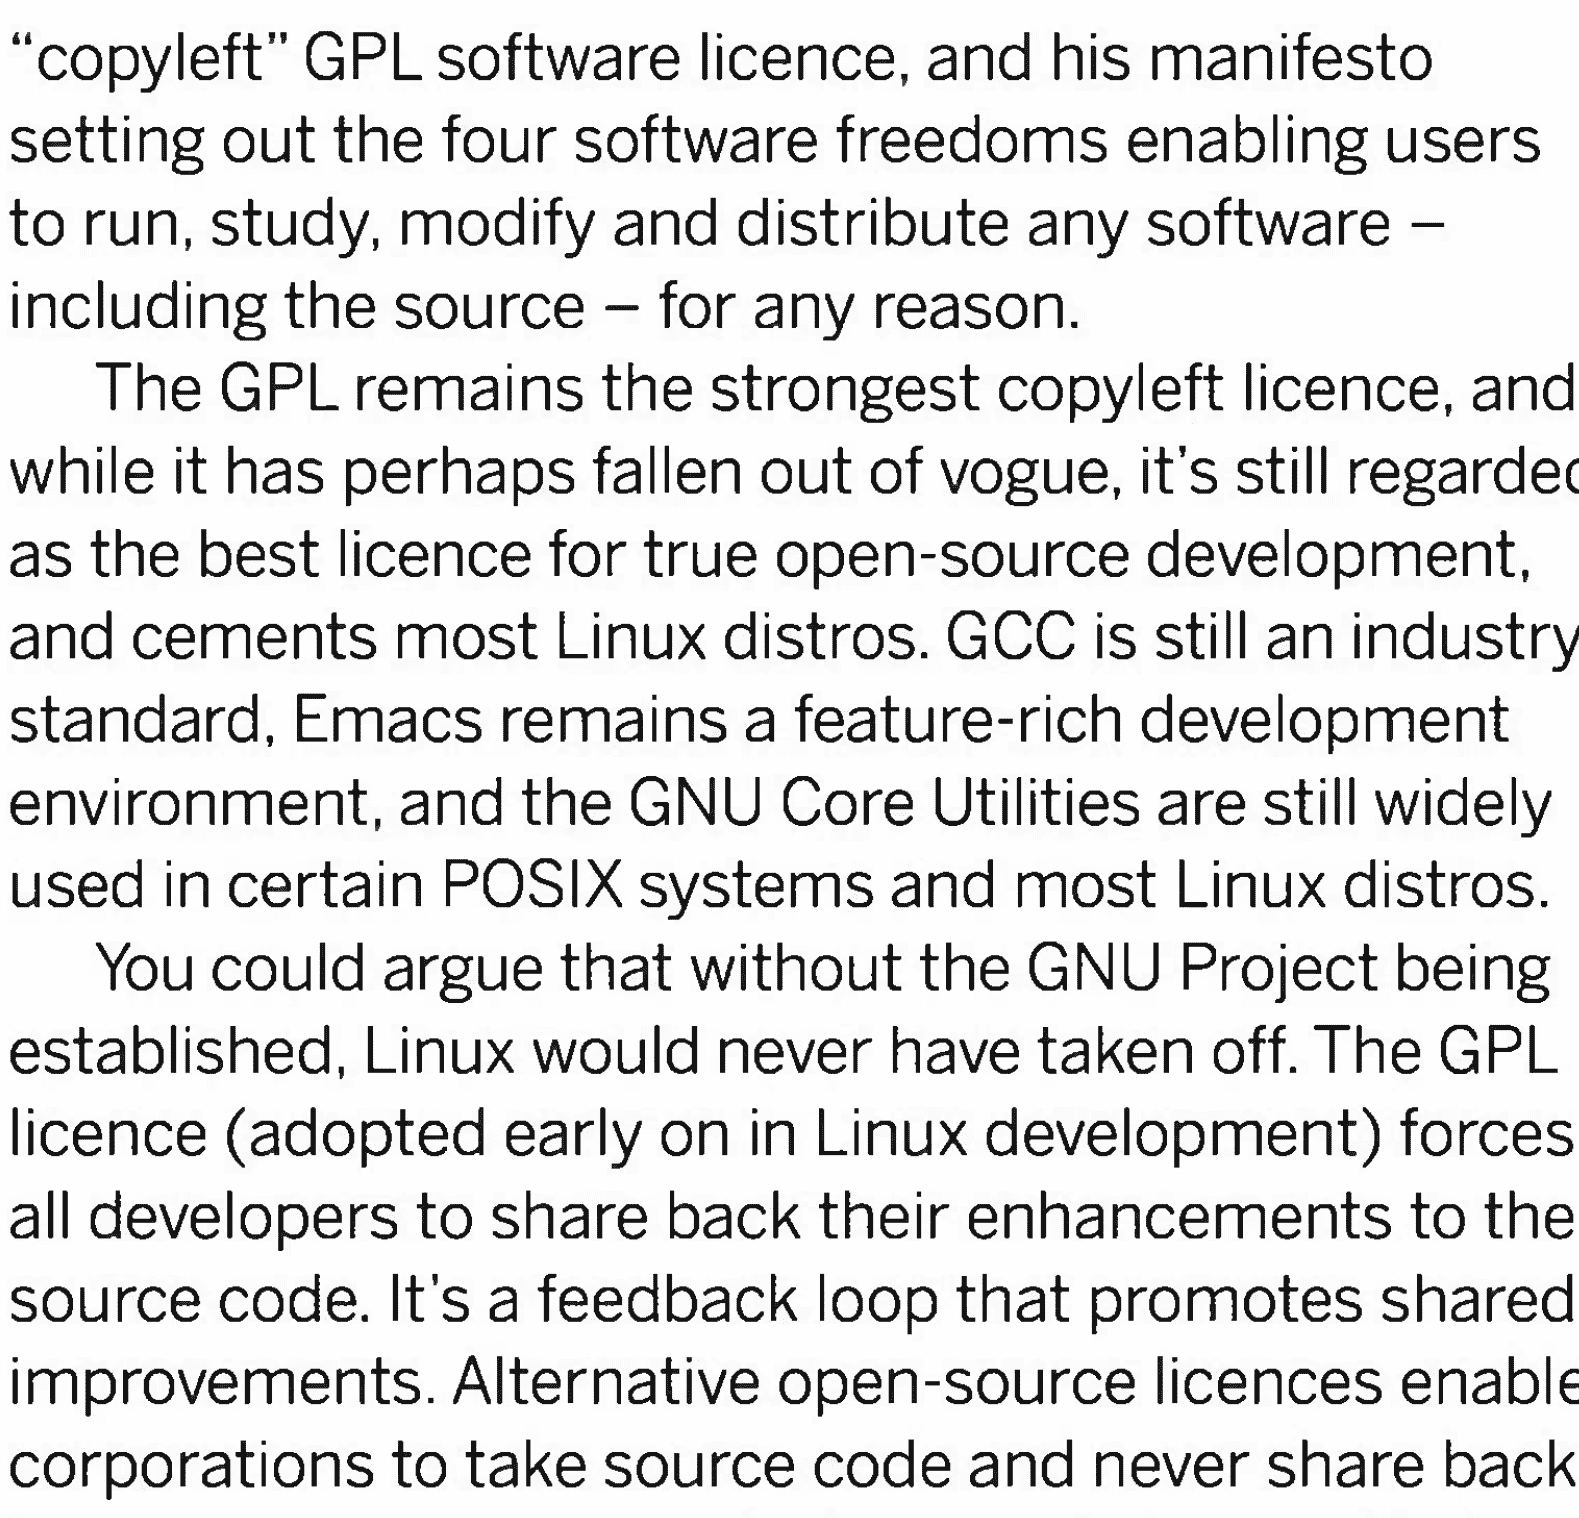 “copyleft” GPL software licence, and his manifesto
setting out the four software freedoms enabling users
to run, study, modify and distribute any software –
including the source – for any reason.
The GPL remains the strongest copyleft licence, and
while it has perhaps fallen out of vogue, it’s still regarded
as the best licence for true open-source development,
and cements most Linux distros. GCC is still an industry
standard, Emacs remains a feature-rich development
environment, and the GNU Core Utilities are still widely
used in certain POSIX systems and most Linux distros.
You could argue that without the GNU Project being
established, Linux would never have taken off. The GPL
licence (adopted early on in Linux development) forces
all developers to share back their enhancements to the
source code. It’s a feedback loop that promotes shared
improvements. Alternative open-source licences enable
corporations to take source code and never share back